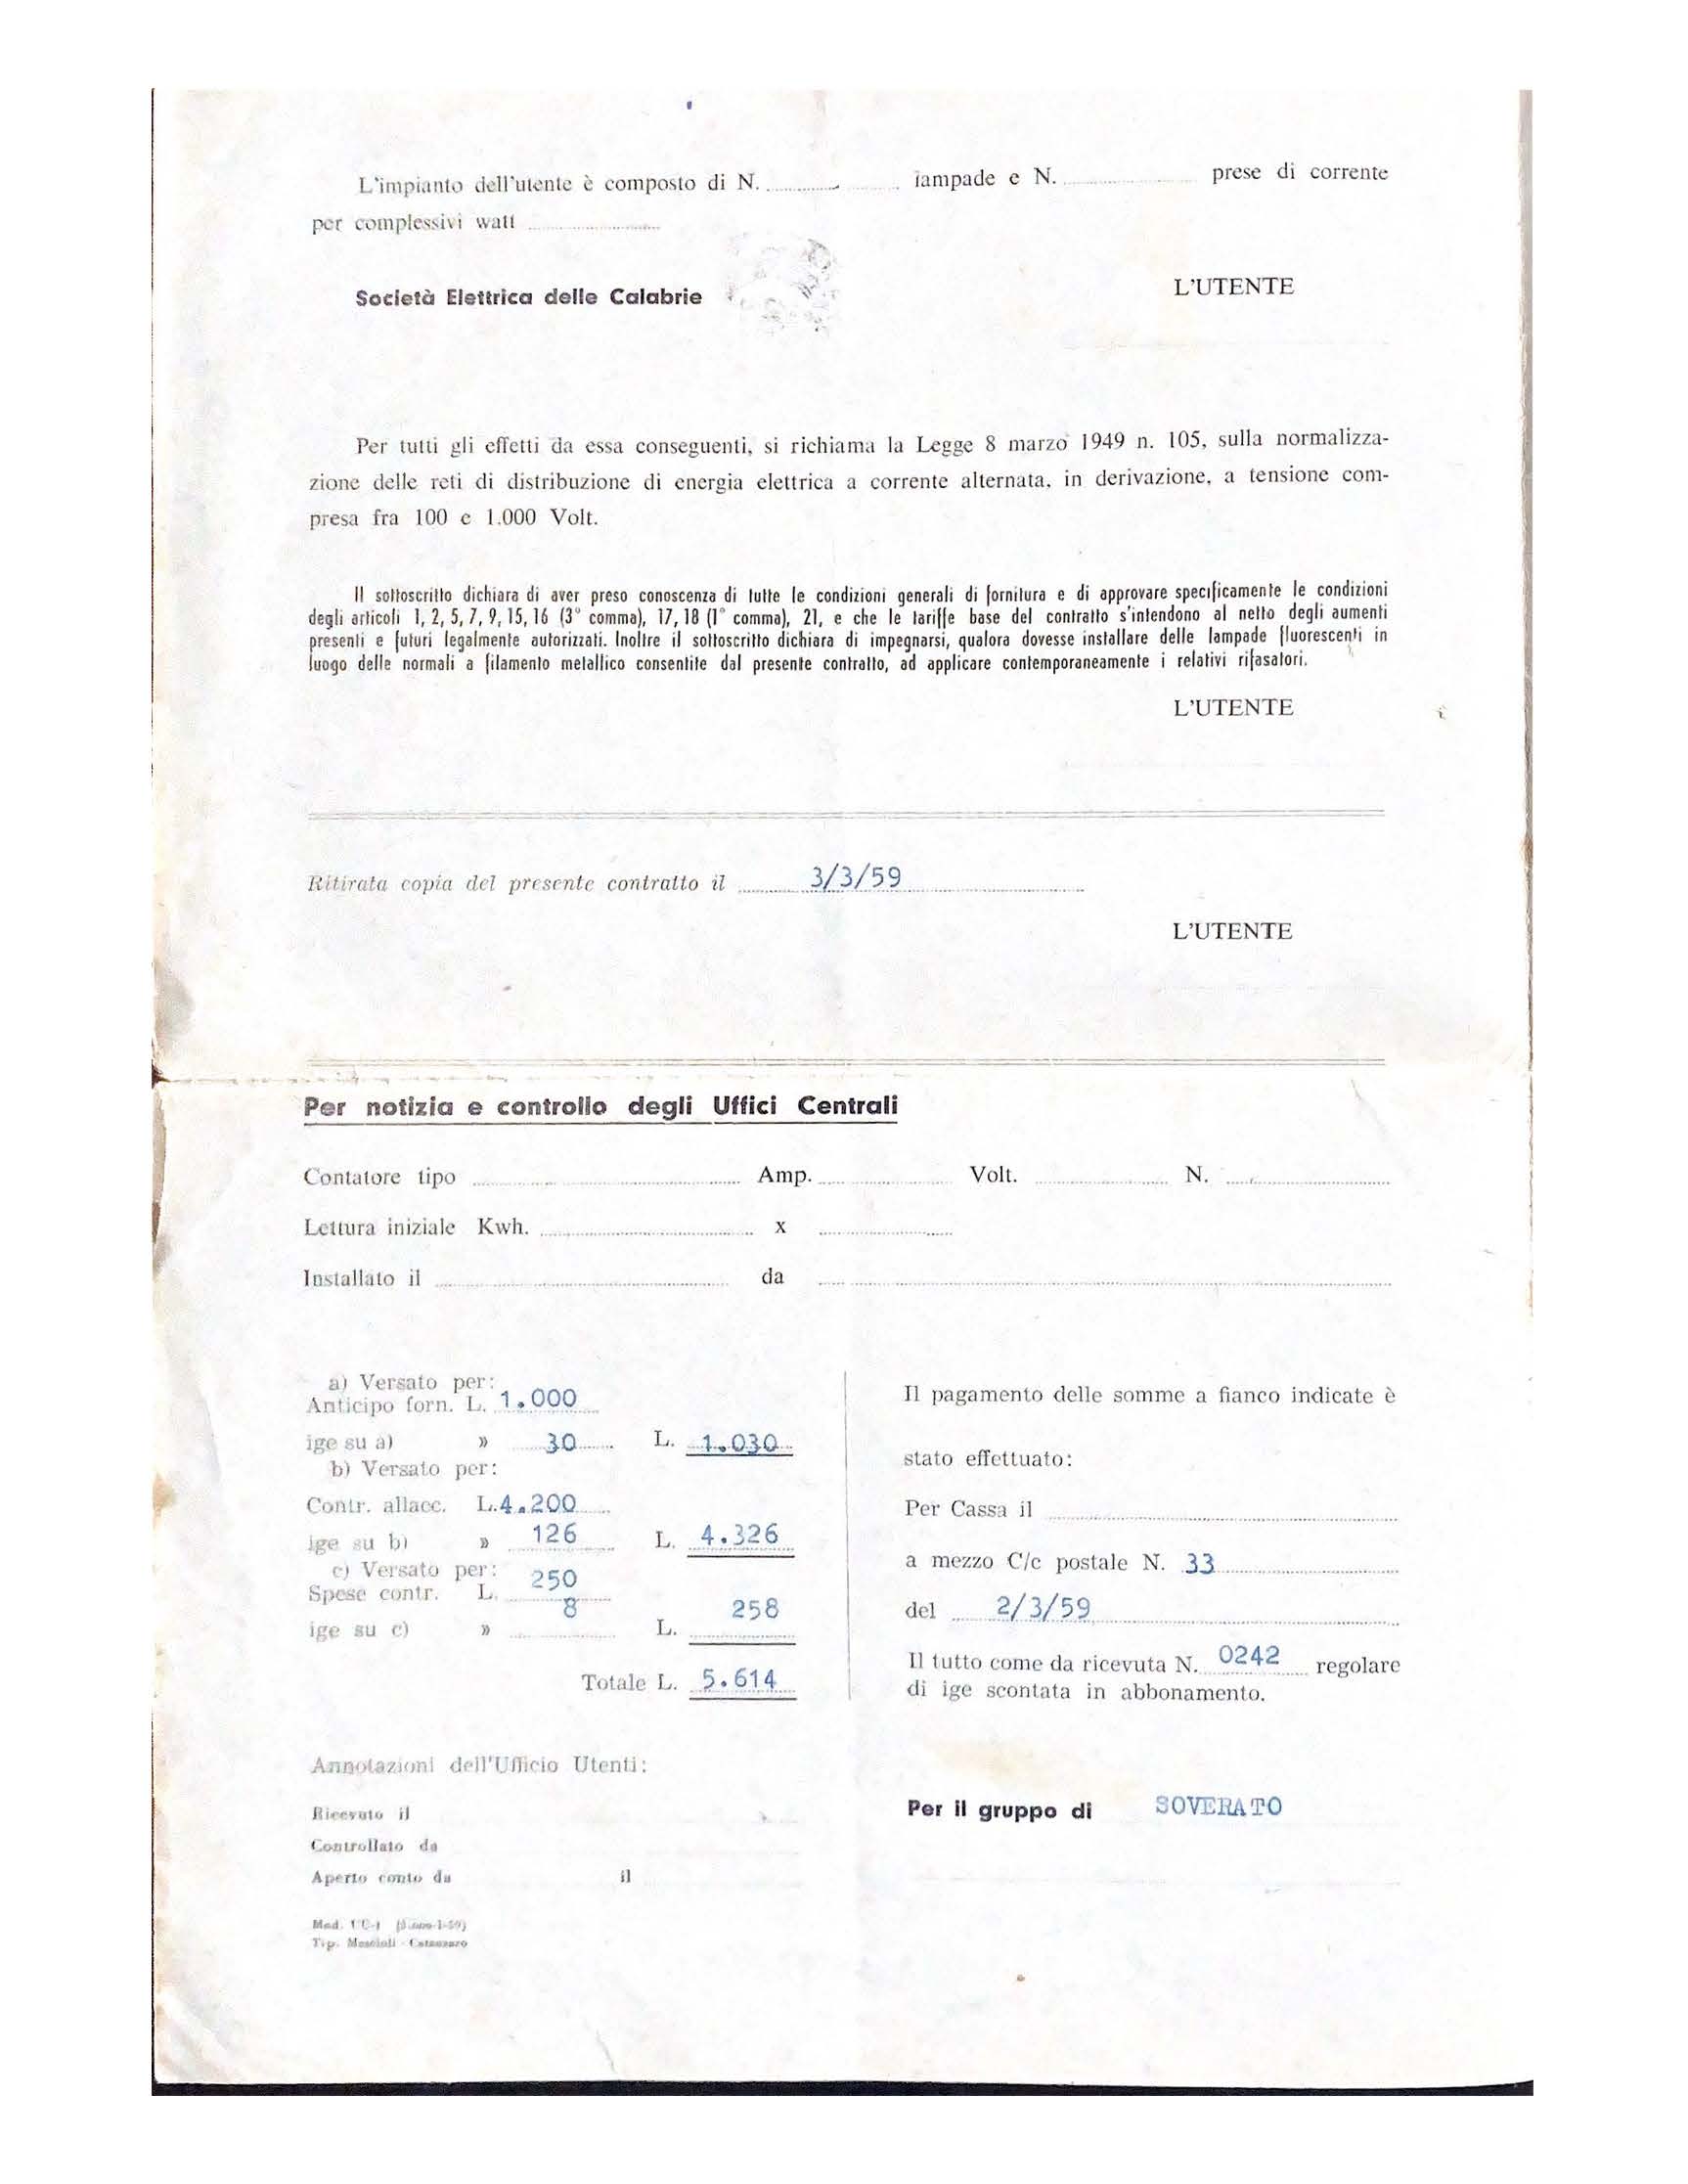 L'impianto dell'utente è composto di N. lampade e N. prese di corrente
per complessivi watt
Società Elettrica delle Calabrie
L'UTENTE
Per tutti gli effetti da essa conseguenti, si richiama la Legge 8 marzo 1949 n. 105, sulla normalizza-
zione delle reti di distribuzione di energia elettrica a corrente alternata, in derivazione, a tensione com-
presa fra 100 e 1.000 Volt.
Il sottoscritto dichiara di aver preso conoscenza di tutte le condizioni generali di fornitura e di approvare specificamente le condizioni
degli articoli 1, 2, 5, 7, 9, 15, 16 (3° comma), 17, 18 (1° comma), 21, e che le tariffe base del contratto s'intendono al netto degli aumenti
presenti e futuri legalmente autorizzati. Inoltre il sottoscritto dichiara di impegnarsi, qualora dovesse installare delle lampade fluorescenti in
luogo delle normali a filamento metallico consentite dal presente contratto, ad applicare contemporaneamente i relativi rifasatori.
L'UTENTE
Ritirata copia del presente contratto il 3/3/59
L'UTENTE
Per notizia e controllo degli Uffici Centrali
Contatore tipo Amp. Volt. N.
Lettura iniziale Kwh. x
Installato il da
a) Versato per:
Anticipo forn. L. 1.000
ige su a) » 30 L. 1.030
b) Versato per:
Contr. allacc. L. 4.200
ige su b) » 126 L. 4.326
c) Versato per:
Spese contr. L. 250
ige su c) » 8 L. 258
Totale L. 5.614
Il pagamento delle somme a fianco indicate è
stato effettuato:
Per Cassa il
a mezzo C/c postale N. 33
del 2/3/59
Il tutto come da ricevuta N. 0242 regolare
di ige scontata in abbonamento.
Annotazioni dell'Ufficio Utenti:
Ricevuto il
Controllato da
Aperto conto da il
Per il gruppo di SOVERATO
Mod.
Tip. Catanzaro